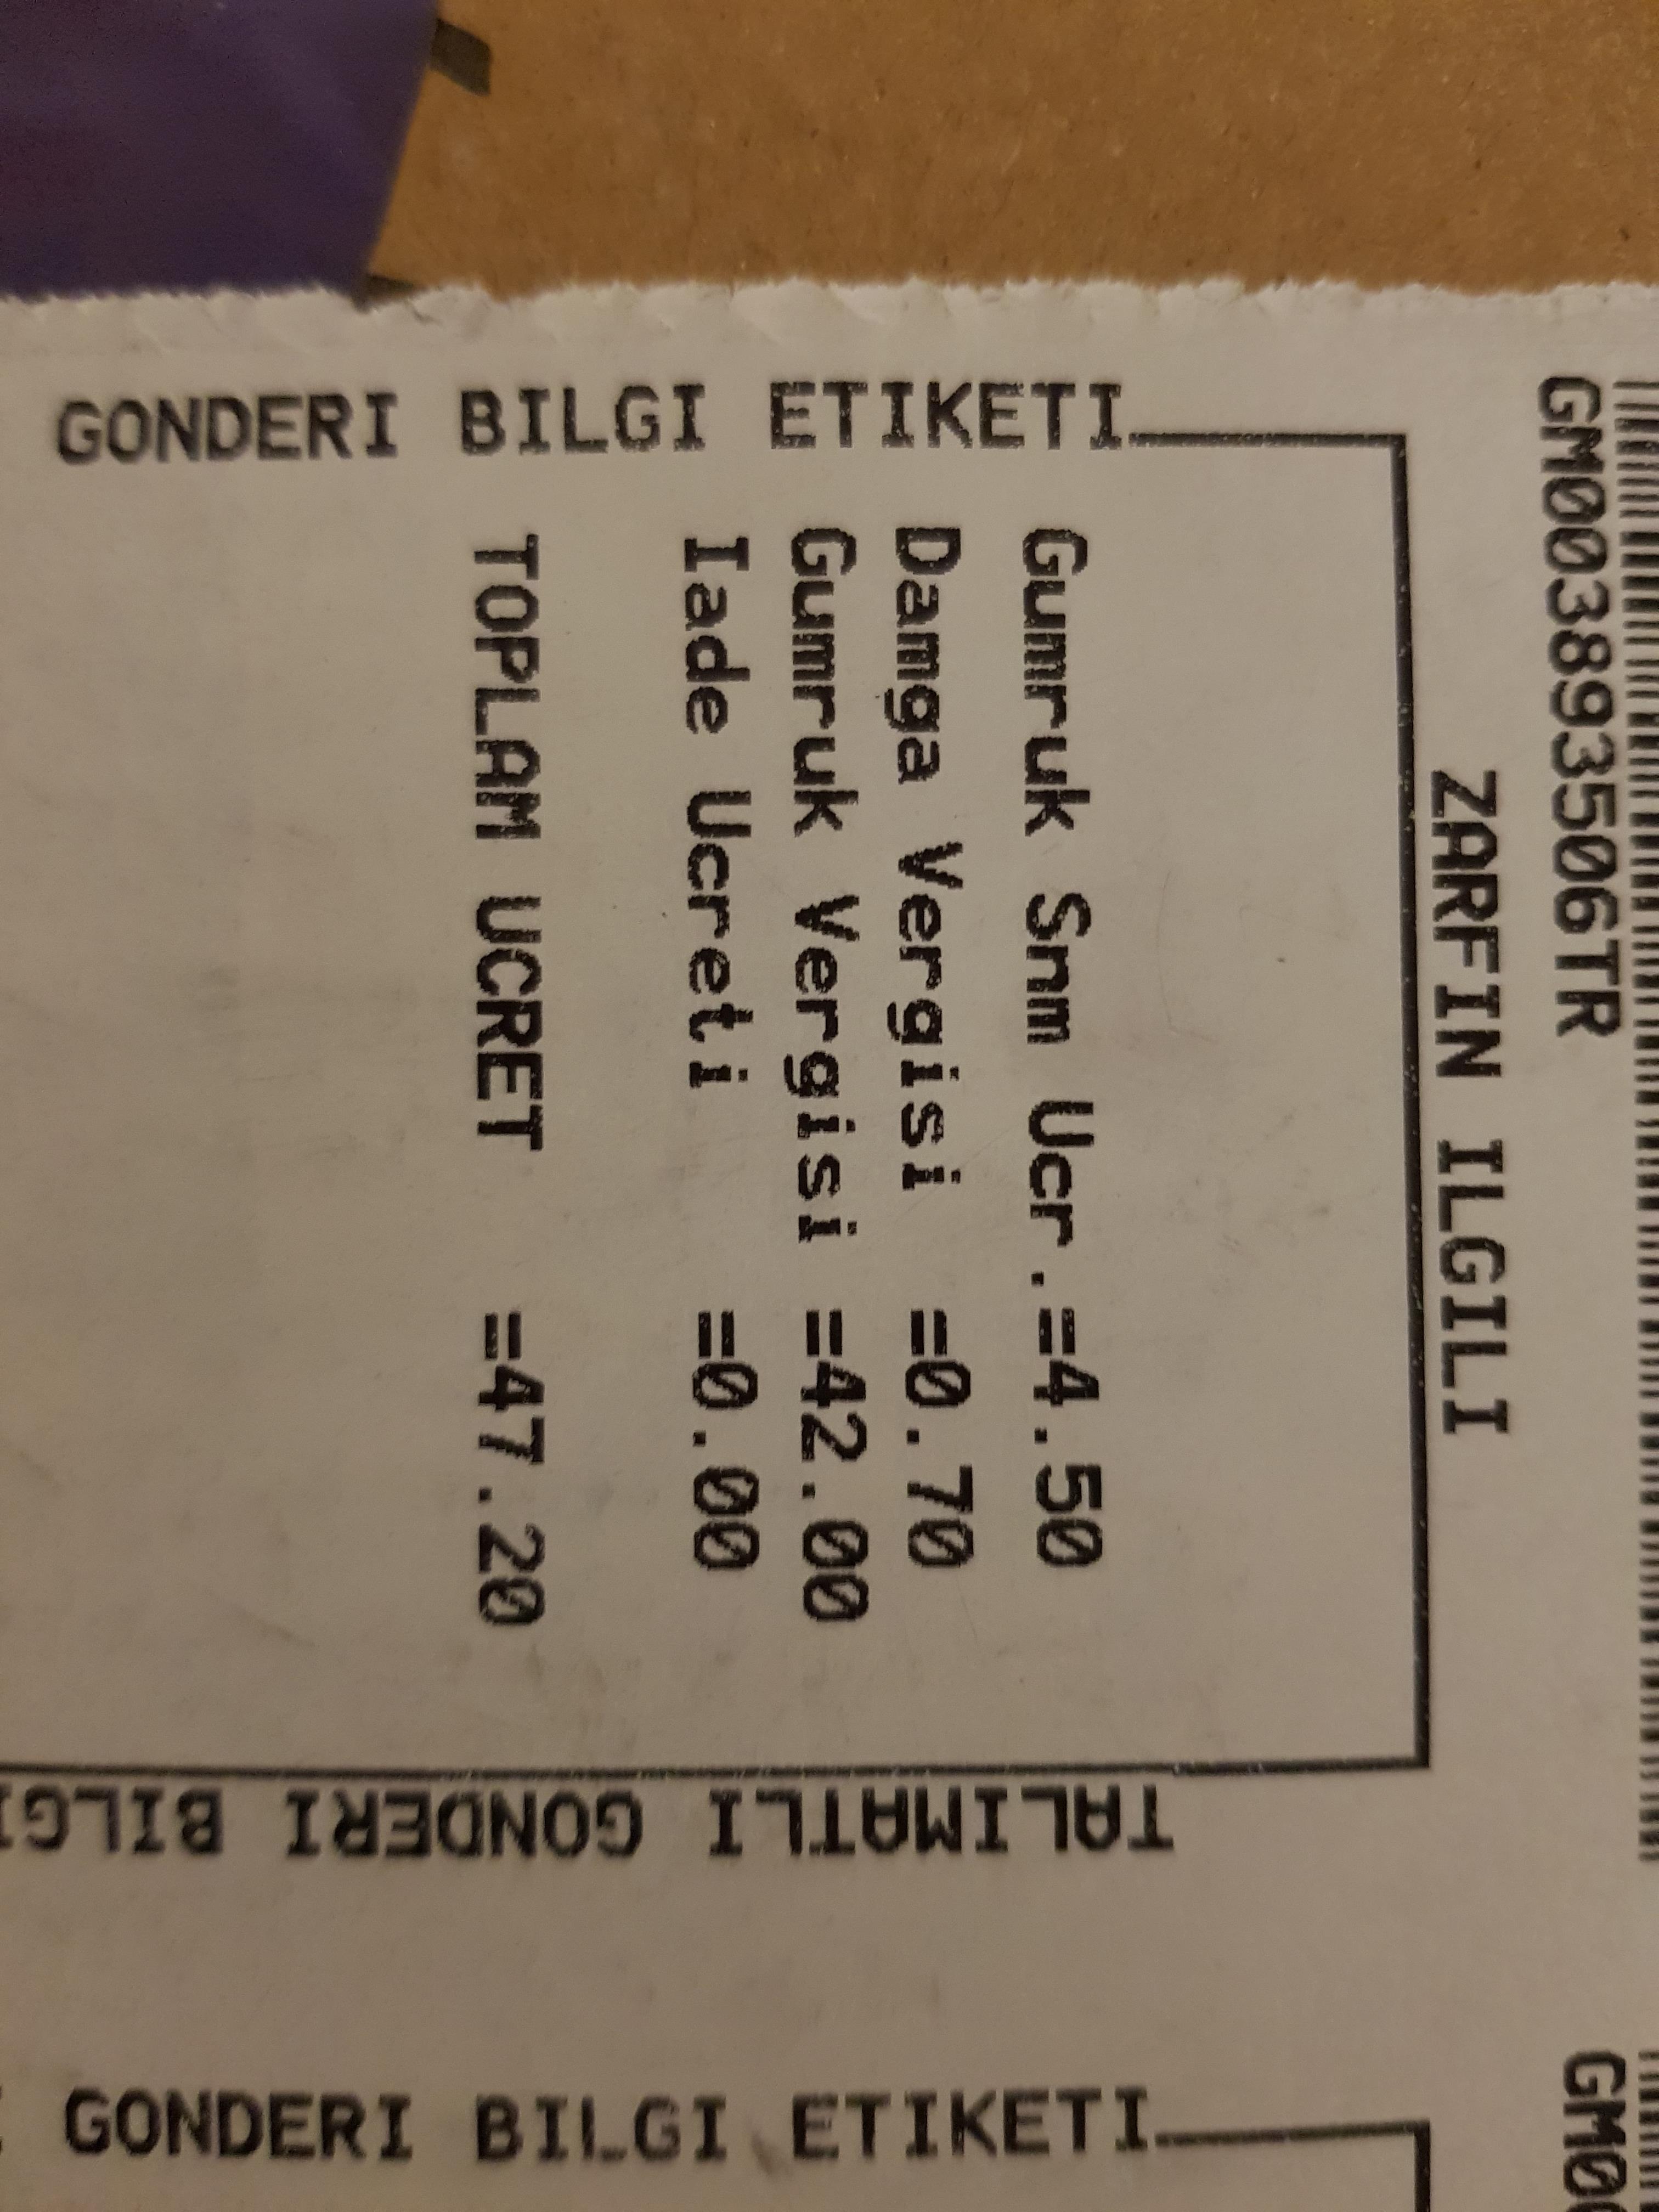 GM003893506TR
ZARFIN ILGILI
GONDERI BILGI ETIKETI
Gumruk Snm Ucr.=4.50
Damga Vergisi =0.70
Gumruk Vergisi =42.00
Iade Ucreti =0.00
TOPLAM UCRET =47.20
TALIMATLI GONDERI BILGI
GONDERI BILGI ETIKETI